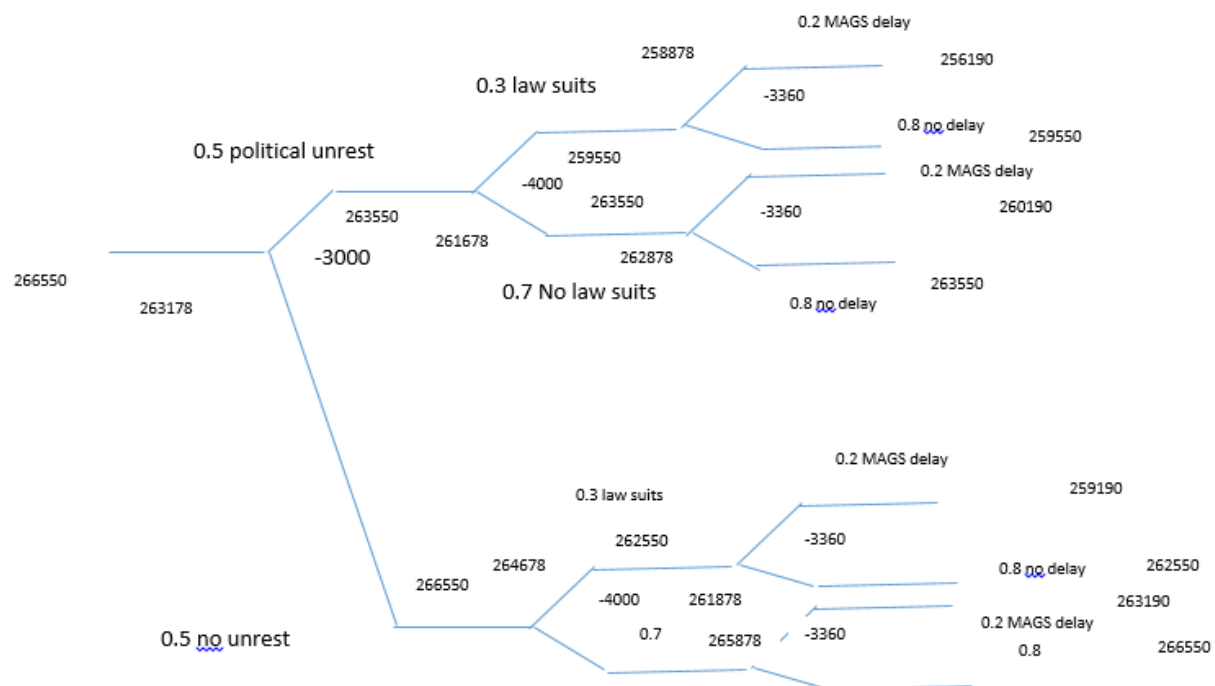 0.2 MAGS delay
258878
256190
0.3 law suits
-3360
0.8 no delay
259550
0.5 political unrest
259550
0.2 MAGS delay
-4000
263550
-3360
260190
263550
261678
-3000
262878
266550
0.7 No law suits
263550
263178
0.8 no delay
0.2 MAGS delay
259190
0.3 law suits
262550
-3360
264678
0.8 no delay
262550
266550
-4000
261878
263190
0.5 no unrest
0.7
265878
-3360
0.2 MAGS delay
0.8
266550